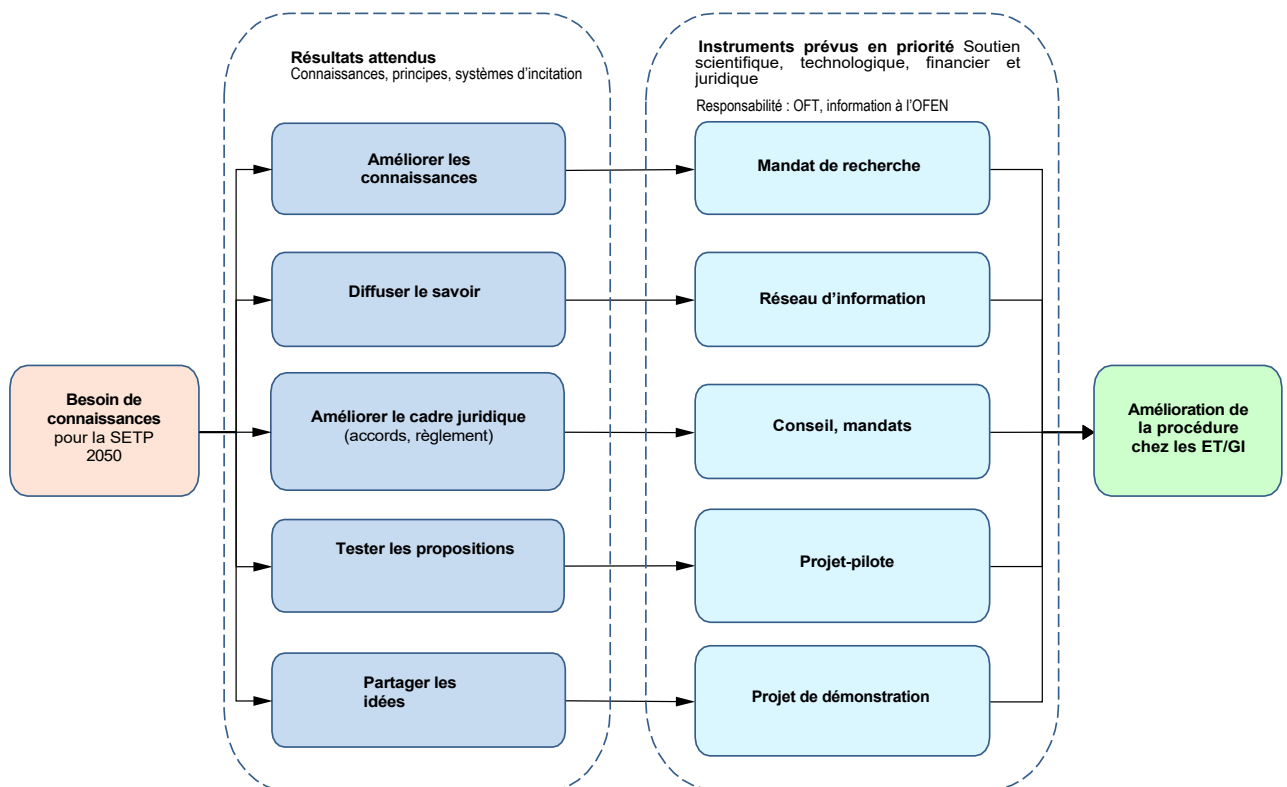 Résultats attendus
Connaissances, principes, systèmes d’incitation
Instruments prévus en priorité Soutien
scientifique, technologique, financier et
juridique
Responsabilité : OFT, information à l’OFEN
Améliorer les
connaissances
Mandat de recherche
Diffuser le savoir
Réseau d’information
Besoin de
connaissances
pour la SETP
2050
Améliorer le cadre juridique
(accords, règlement)
Conseil, mandats
Amélioration de
la procédure
chez les ET/GI
Tester les propositions
Projet-pilote
Partager les
idées
Projet de démonstration